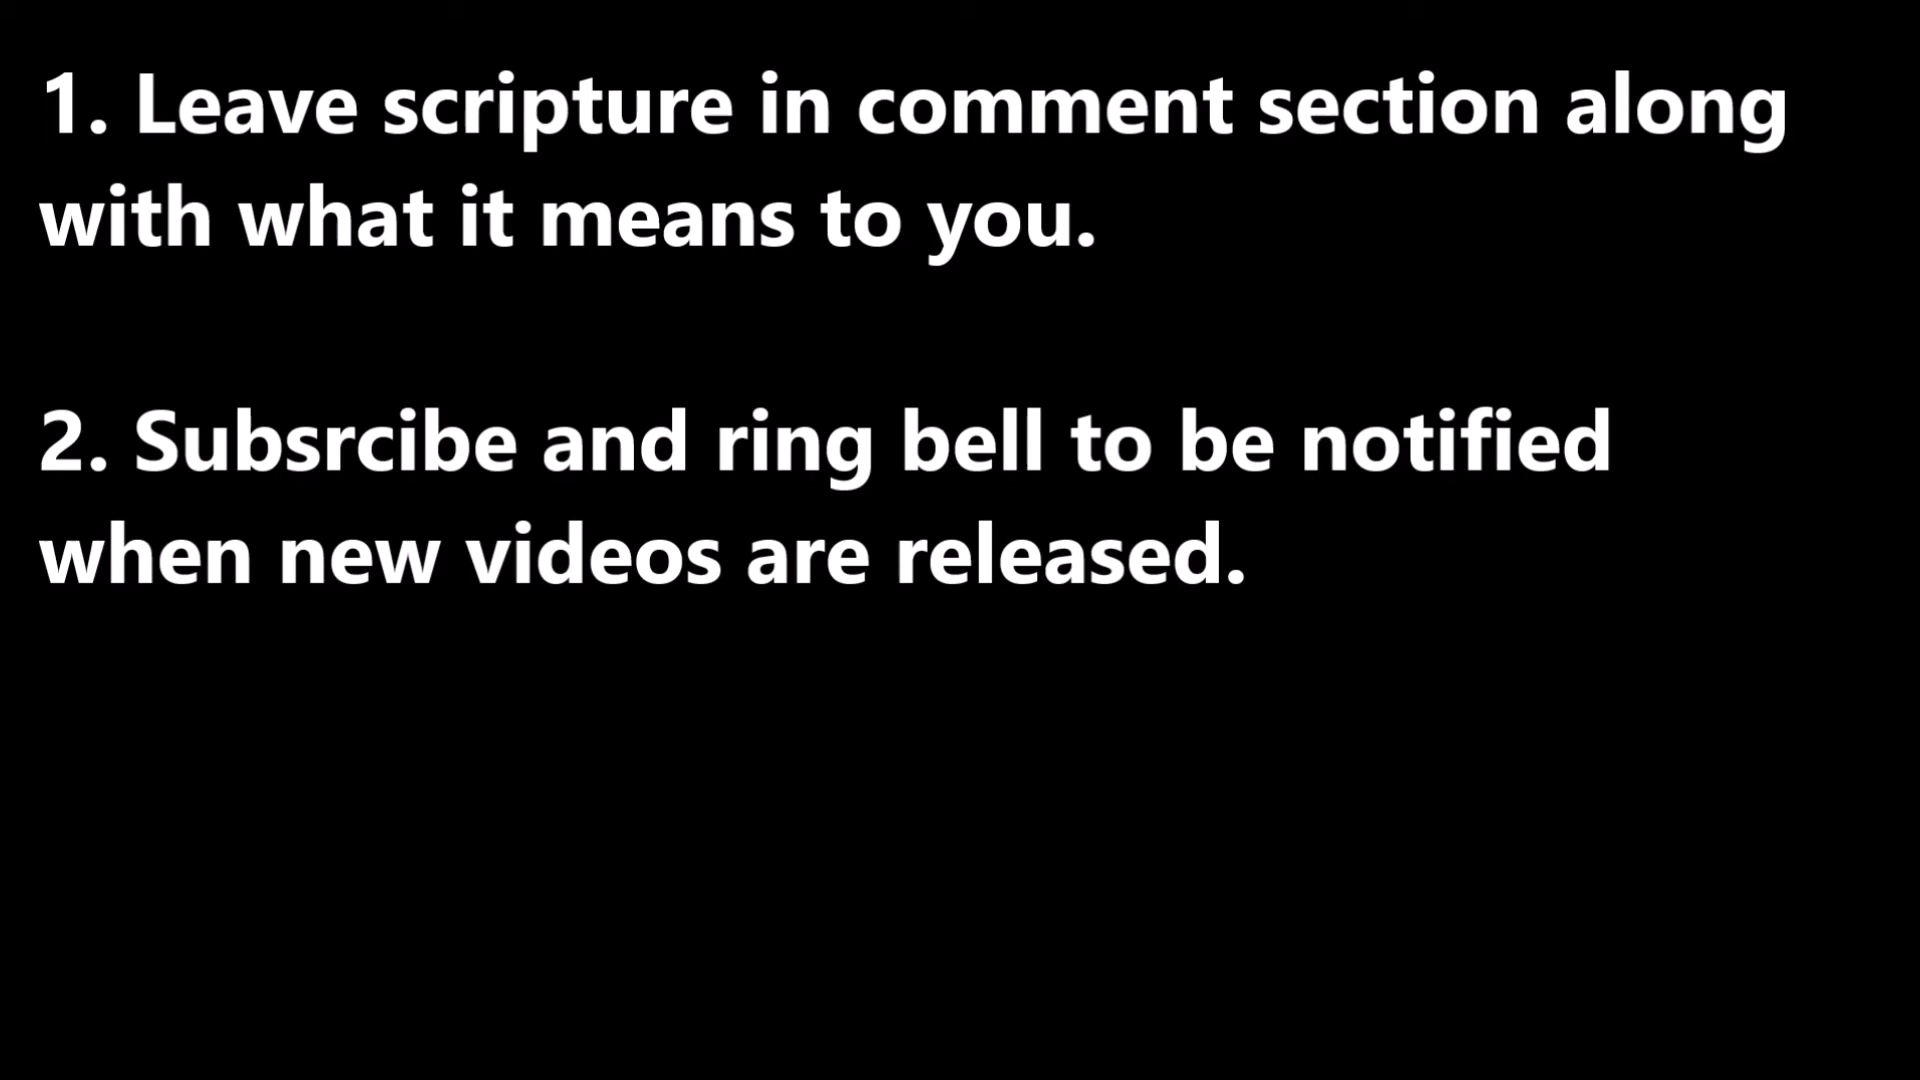 1. Leave scripture in comment section along
with what it means to you.
2. Subsrcibe and ring bell to be notified
when new videos are released.